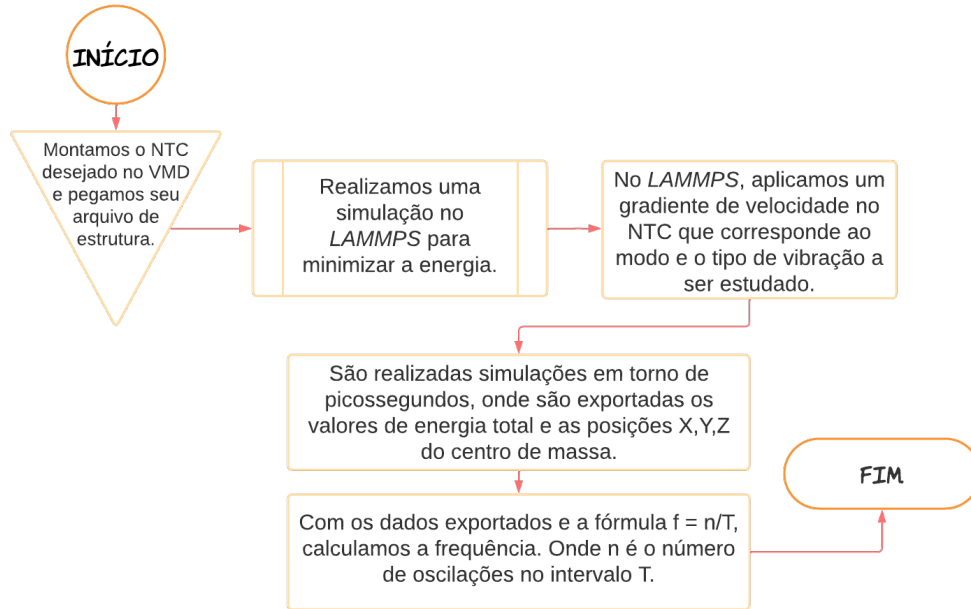 INÍCIO
Montamos o NTC
desejado no VMD
e pegamos seu
arquivo de
estrutura.
Realizamos uma
simulação no
LAMMPS para
minimizar a energia.
No LAMMPS, aplicamos um
gradiente de velocidade no
NTC que corresponde ao
modo e o tipo de vibração a
ser estudado.
São realizadas simulações em torno de
picossegundos, onde são exportadas os
valores de energia total e as posições X,Y,Z
do centro de massa.
Com os dados exportados e a fórmula f = n/T,
calculamos a frequência. Onde n é o número
de oscilações no intervalo T.
FIM